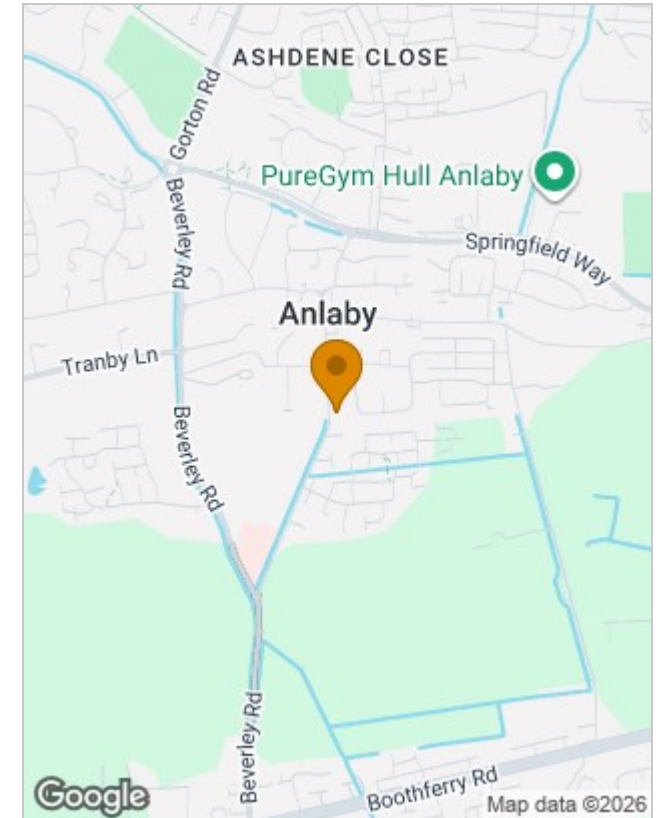 ASHDENE CLOSE
Gorton Rd
PureGym Hull Anlaby
Beverley Rd
Springfield Way
Anlaby
Tranby Ln
Beverley Rd
Beverley Rd
Boothferry Rd
Google
Map data ©2026